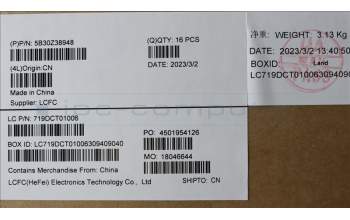 (P)P/N: 5B30Z38948
(Q)QTY: 16 PCS
净重: WEIGHT: 3.13 Kg
DATE: 2023/3/2 13:40:50
(4L)Origin:CN
DATE: 2023/3/2
BOXID: Land
LC719DCT01006309409040
Made in China
Supplier: LCFC
LC P/N: 719DCT01006
PO: 4501954126
BOX ID: LC719DCT01006309409040
MO: 18046644
Contains Merchandise From: China
LCFC(HeFei) Electronics Technology Co., Ltd
SHIPTO: CN